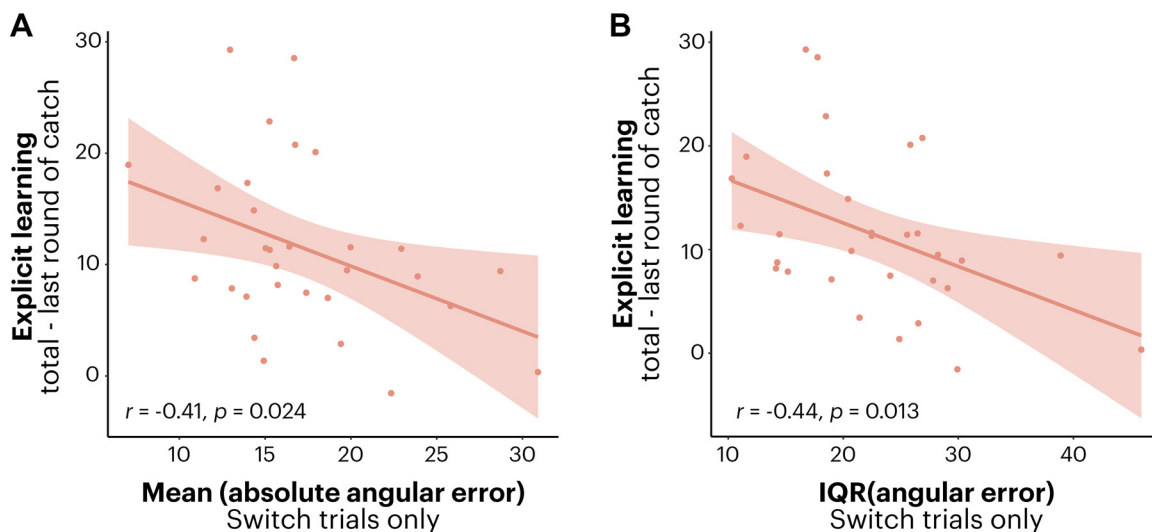 A
Explicit learning
total - last round of catch
30
20
10
0
r = -0.41, p = 0.024
10 15 20 25 30
Mean (absolute angular error)
Switch trials only
B
Explicit learning
total - last round of catch
30
20
10
0
r = -0.44, p = 0.013
10 20 30 40
IQR(angular error)
Switch trials only